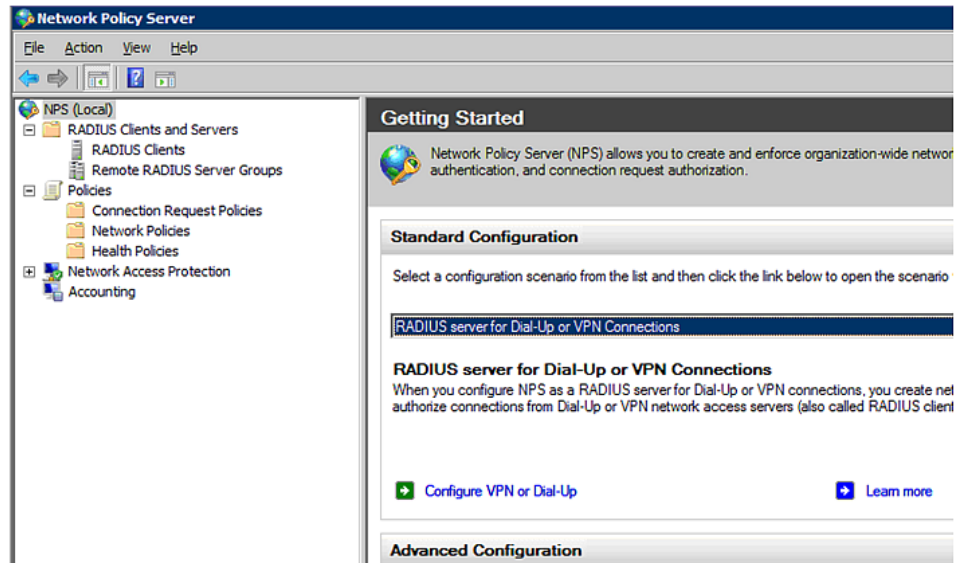 Network Policy Server
File Action View Help
NPS (Local)
RADIUS Clients and Servers
RADIUS Clients
Remote RADIUS Server Groups
Policies
Connection Request Policies
Network Policies
Health Policies
Network Access Protection
Accounting
Getting Started
Network Policy Server (NPS) allows you to create and enforce organization-wide networ
authentication, and connection request authorization.
Standard Configuration
Select a configuration scenario from the list and then click the link below to open the scenario
RADIUS server for Dial-Up or VPN Connections
RADIUS server for Dial-Up or VPN Connections
When you configure NPS as a RADIUS server for Dial-Up or VPN connections, you create net
authorize connections from Dial-Up or VPN network access servers (also called RADIUS client
Configure VPN or Dial-Up
Learn more
Advanced Configuration